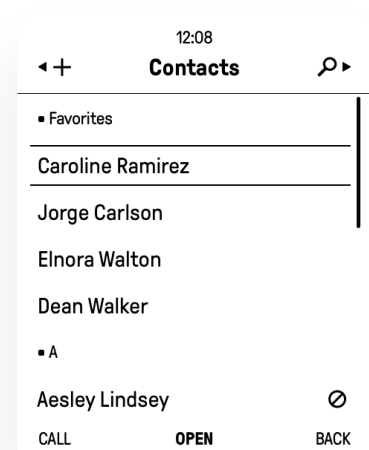 12:08
Contacts
Favorites
Caroline Ramirez
Jorge Carlson
Elnora Walton
Dean Walker
A
Aesley Lindsey
CALL OPEN BACK